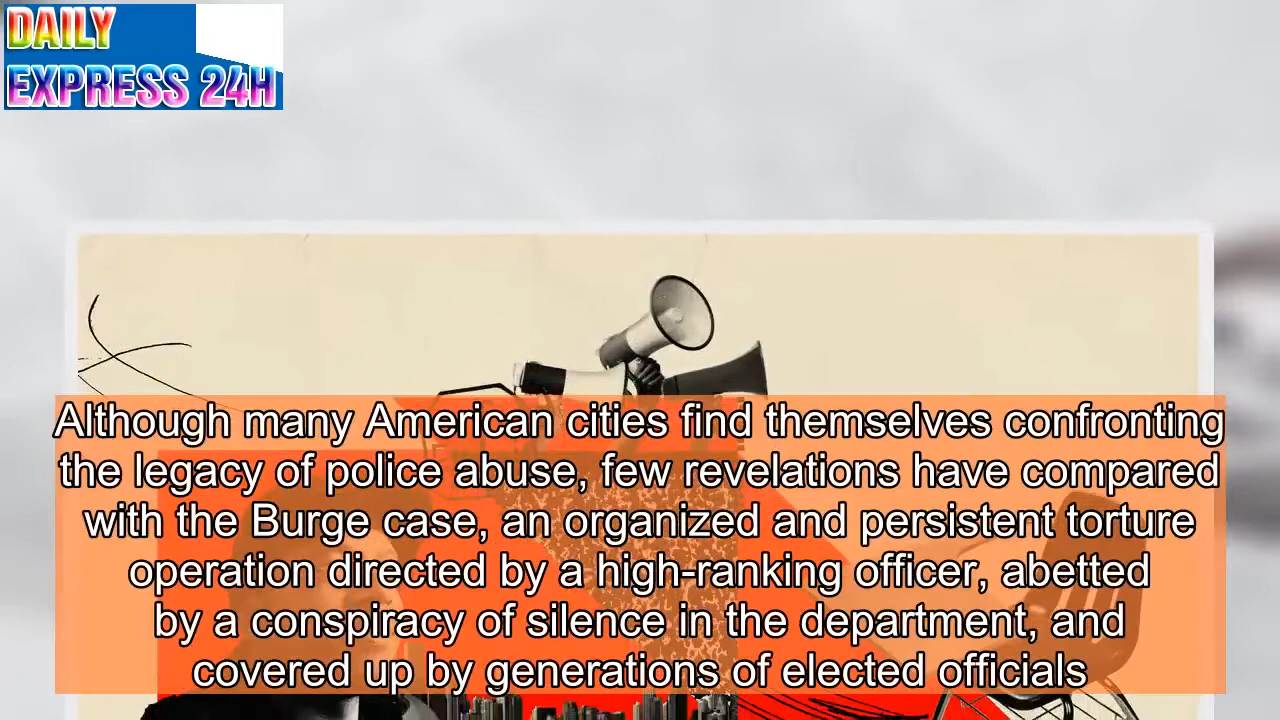 DAILY
EXPRESS 24H
Although many American cities find themselves confronting
the legacy of police abuse, few revelations have compared
with the Burge case, an organized and persistent torture
operation directed by a high-ranking officer, abetted
by a conspiracy of silence in the department, and
covered up by generations of elected officials